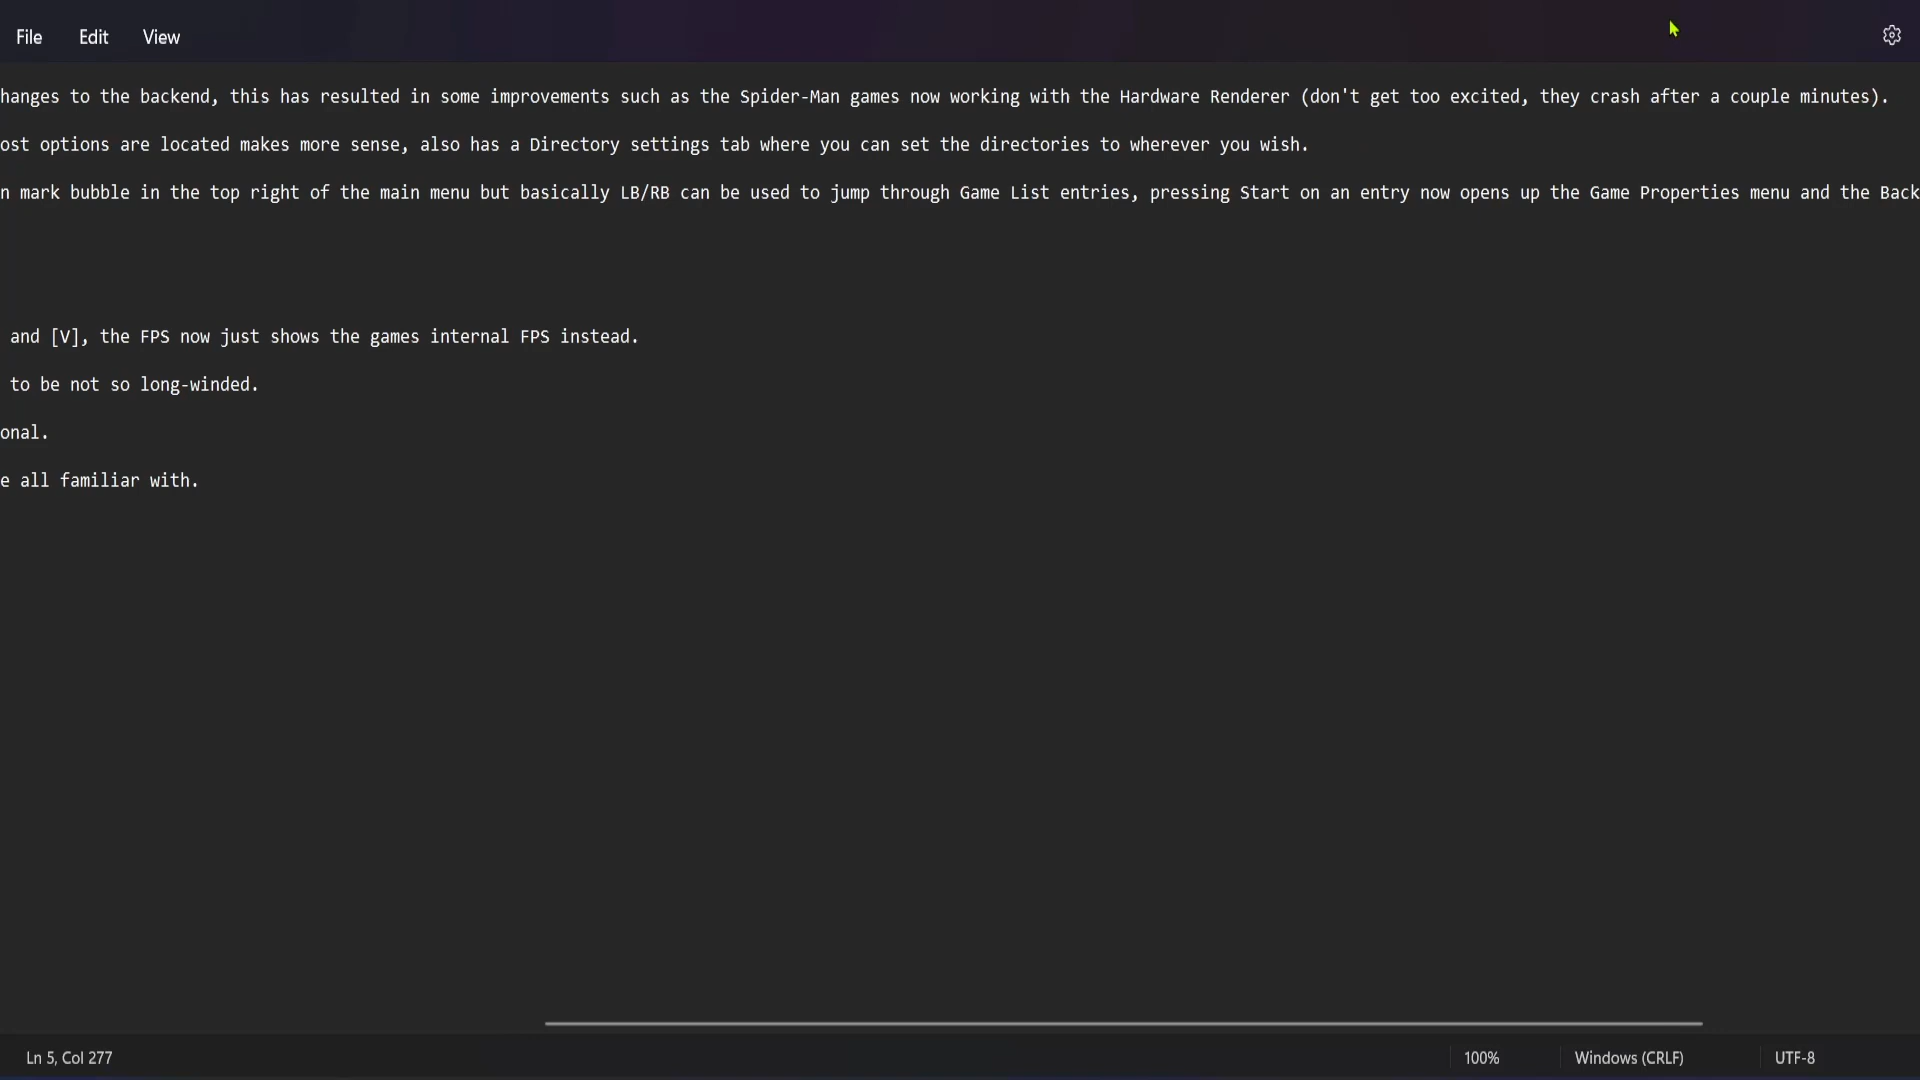 File Edit View
hanges to the backend, this has resulted in some improvements such as the Spider-Man games now working with the Hardware Renderer (don't get too excited, they crash after a couple minutes).
ost options are located makes more sense, also has a Directory settings tab where you can set the directories to wherever you wish.
n mark bubble in the top right of the main menu but basically LB/RB can be used to jump through Game List entries, pressing Start on an entry now opens up the Game Properties menu and the Back
and [V], the FPS now just shows the games internal FPS instead.
to be not so long-winded.
onal.
e all familiar with.
Ln 5, Col 277 100% Windows (CRLF) UTF-8